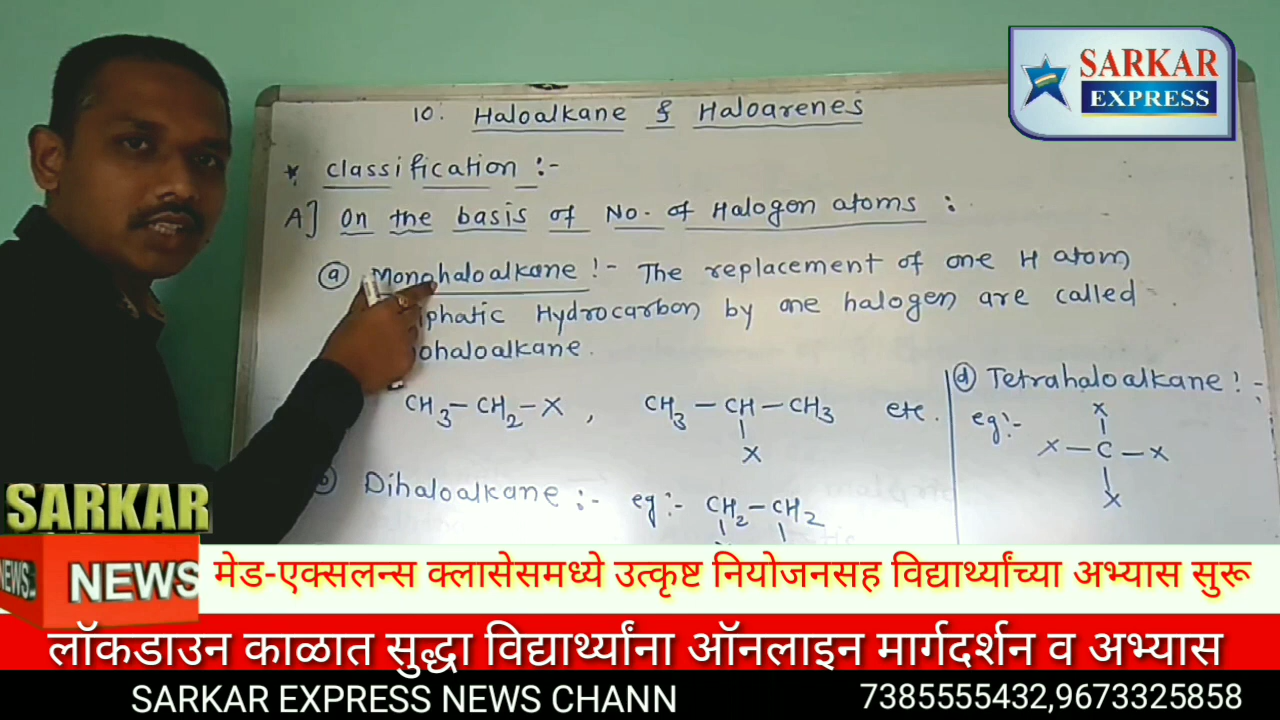 SARKAR
EXPRESS
10. Haloalkane & Haloarenes
* Classification :-
A] On the basis of No. of Halogen atoms :
(a) Monohaloalkane :- The replacement of one H atom
Hydrocarbon by one halogen are called
CH3 - CH2 - X , CH3 - CH - CH3 etc.
X
(d) Tetrahaloalkane :-
eg:-
X
X - C - X
X
Dihaloalkane :- eg:- CH2 - CH2
SARKAR
NEWS NEWS
मेड-एक्सलन्स क्लासेसमध्ये उत्कृष्ट नियोजनसह विद्यार्थ्यांच्या अभ्यास सुरू
लॉकडाउन काळात सुद्धा विद्यार्थ्यांना ऑनलाइन मार्गदर्शन व अभ्यास
SARKAR EXPRESS NEWS CHANN 7385555432,9673325858